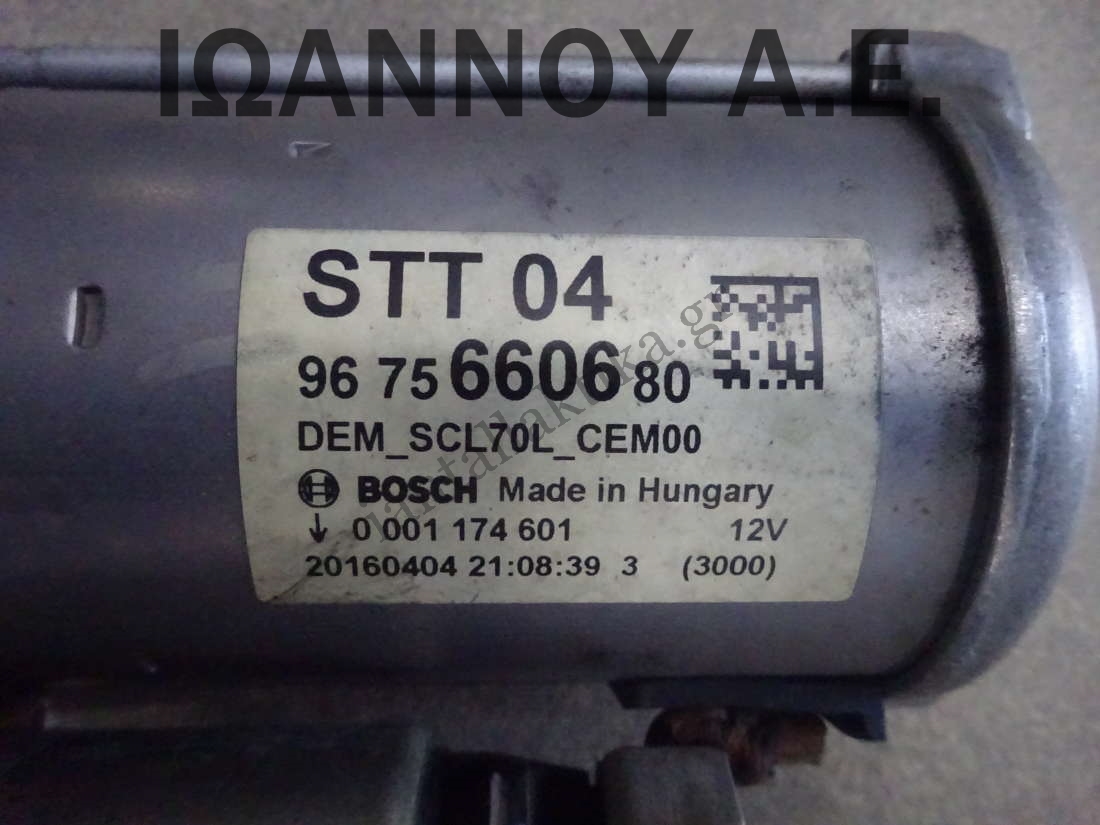 ΙΩΑΝΝΟΥ Α.Ε.
STT 04
96 75 6606 80
DEM_SCL70L_CEM00
BOSCH Made in Hungary
↓ 0 001 174 601 12V
20160404 21:08:39 3 (3000)